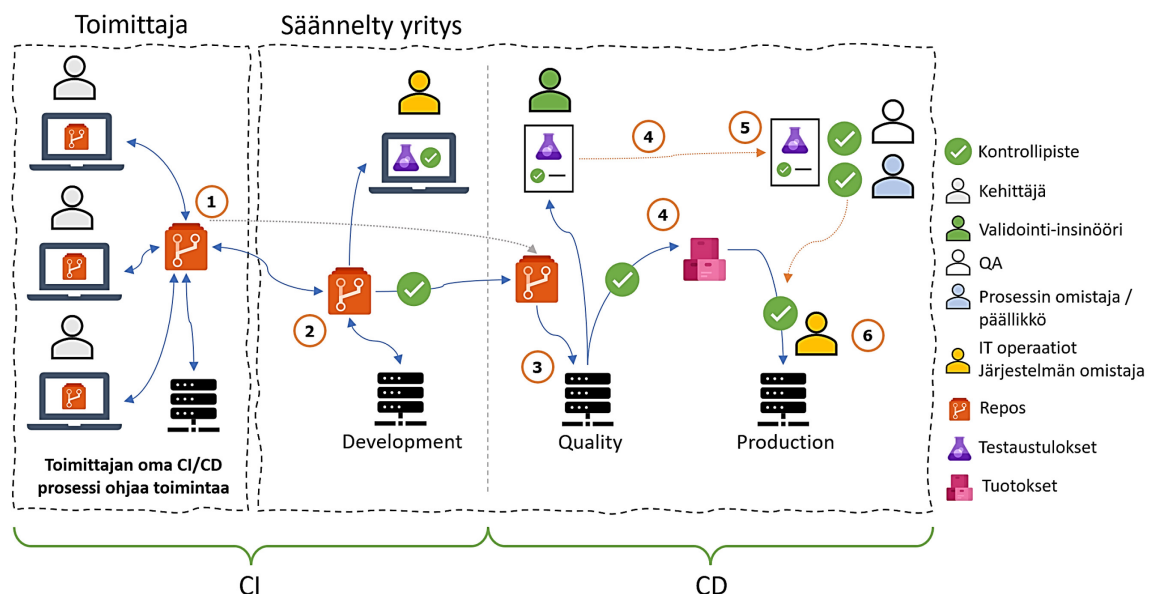 Toimittaja
Säännelty yritys
1
2
3
4
4
5
6
Development
Quality
Production
Toimittajan oma CI/CD
prosessi ohjaa toimintaa
CI
CD
Kontrollipiste
Kehittäjä
Validointi-insinööri
QA
Prosessin omistaja /
päällikkö
IT operaatiot
Järjestelmän omistaja
Repos
Testaustulokset
Tuotokset